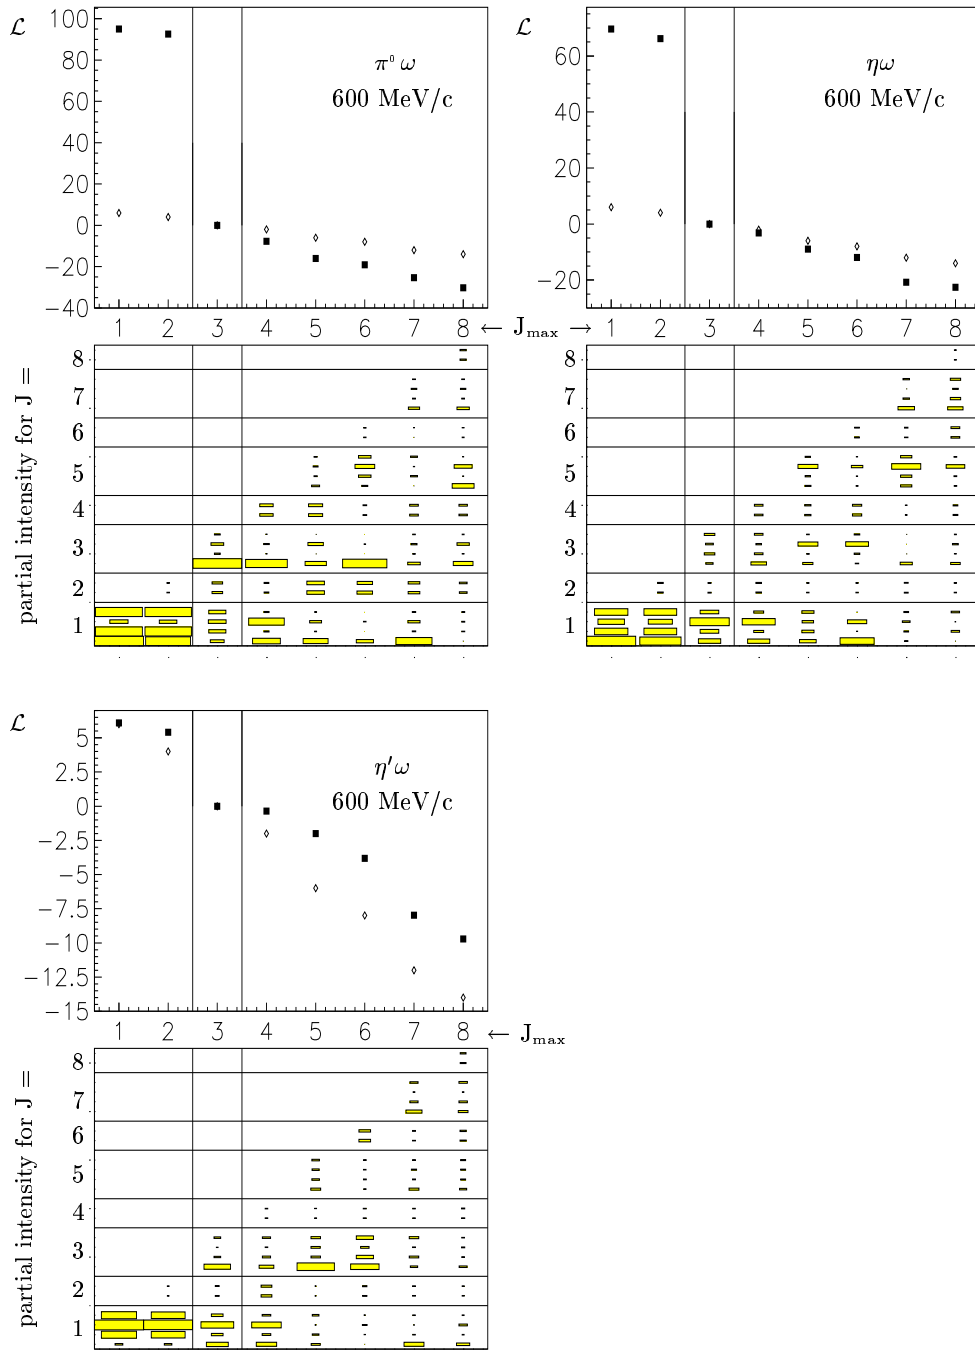 ℒ
100
80
60
40
20
0
−20
−40
π⁰ ω
600 MeV/c
1 2 3 4 5 6 7 8
← J_max →
ℒ
60
40
20
0
−20
ηω
600 MeV/c
1 2 3 4 5 6 7 8
partial intensity for J =
8
7
6
5
4
3
2
1
8
7
6
5
4
3
2
1
ℒ
5
2.5
0
−2.5
−5
−7.5
−10
−12.5
−15
η′ω
600 MeV/c
1 2 3 4 5 6 7 8
← J_max
partial intensity for J =
8
7
6
5
4
3
2
1